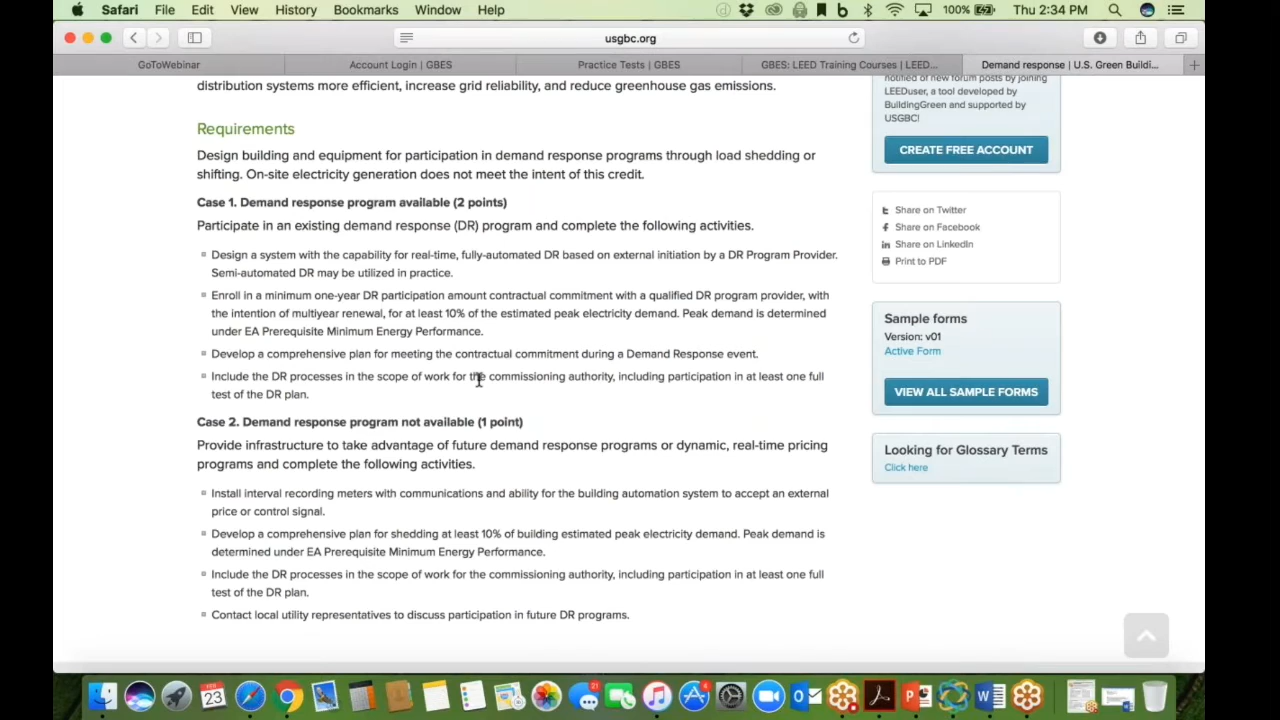 Safari File Edit View History Bookmarks Window Help 100% Thu 2:34 PM
usgbc.org
GoToWebinar Account Login | GBES Practice Tests | GBES GBES: LEED Training Courses | LEED... Demand response | U.S. Green Buildi...
distribution systems more efficient, increase grid reliability, and reduce greenhouse gas emissions.
Requirements
Design building and equipment for participation in demand response programs through load shedding or
shifting. On-site electricity generation does not meet the intent of this credit.
Case 1. Demand response program available (2 points)
Participate in an existing demand response (DR) program and complete the following activities.
Design a system with the capability for real-time, fully-automated DR based on external initiation by a DR Program Provider.
Semi-automated DR may be utilized in practice.
Enroll in a minimum one-year DR participation amount contractual commitment with a qualified DR program provider, with
the intention of multiyear renewal, for at least 10% of the estimated peak electricity demand. Peak demand is determined
under EA Prerequisite Minimum Energy Performance.
Develop a comprehensive plan for meeting the contractual commitment during a Demand Response event.
Include the DR processes in the scope of work for the commissioning authority, including participation in at least one full
test of the DR plan.
Case 2. Demand response program not available (1 point)
Provide infrastructure to take advantage of future demand response programs or dynamic, real-time pricing
programs and complete the following activities.
Install interval recording meters with communications and ability for the building automation system to accept an external
price or control signal.
Develop a comprehensive plan for shedding at least 10% of building estimated peak electricity demand. Peak demand is
determined under EA Prerequisite Minimum Energy Performance.
Include the DR processes in the scope of work for the commissioning authority, including participation in at least one full
test of the DR plan.
Contact local utility representatives to discuss participation in future DR programs.
notified of new forum posts by joining
LEEDuser, a tool developed by
BuildingGreen and supported by
USGBC!
CREATE FREE ACCOUNT
Share on Twitter
Share on Facebook
Share on LinkedIn
Print to PDF
Sample forms
Version: v01
Active Form
VIEW ALL SAMPLE FORMS
Looking for Glossary Terms
Click here
23